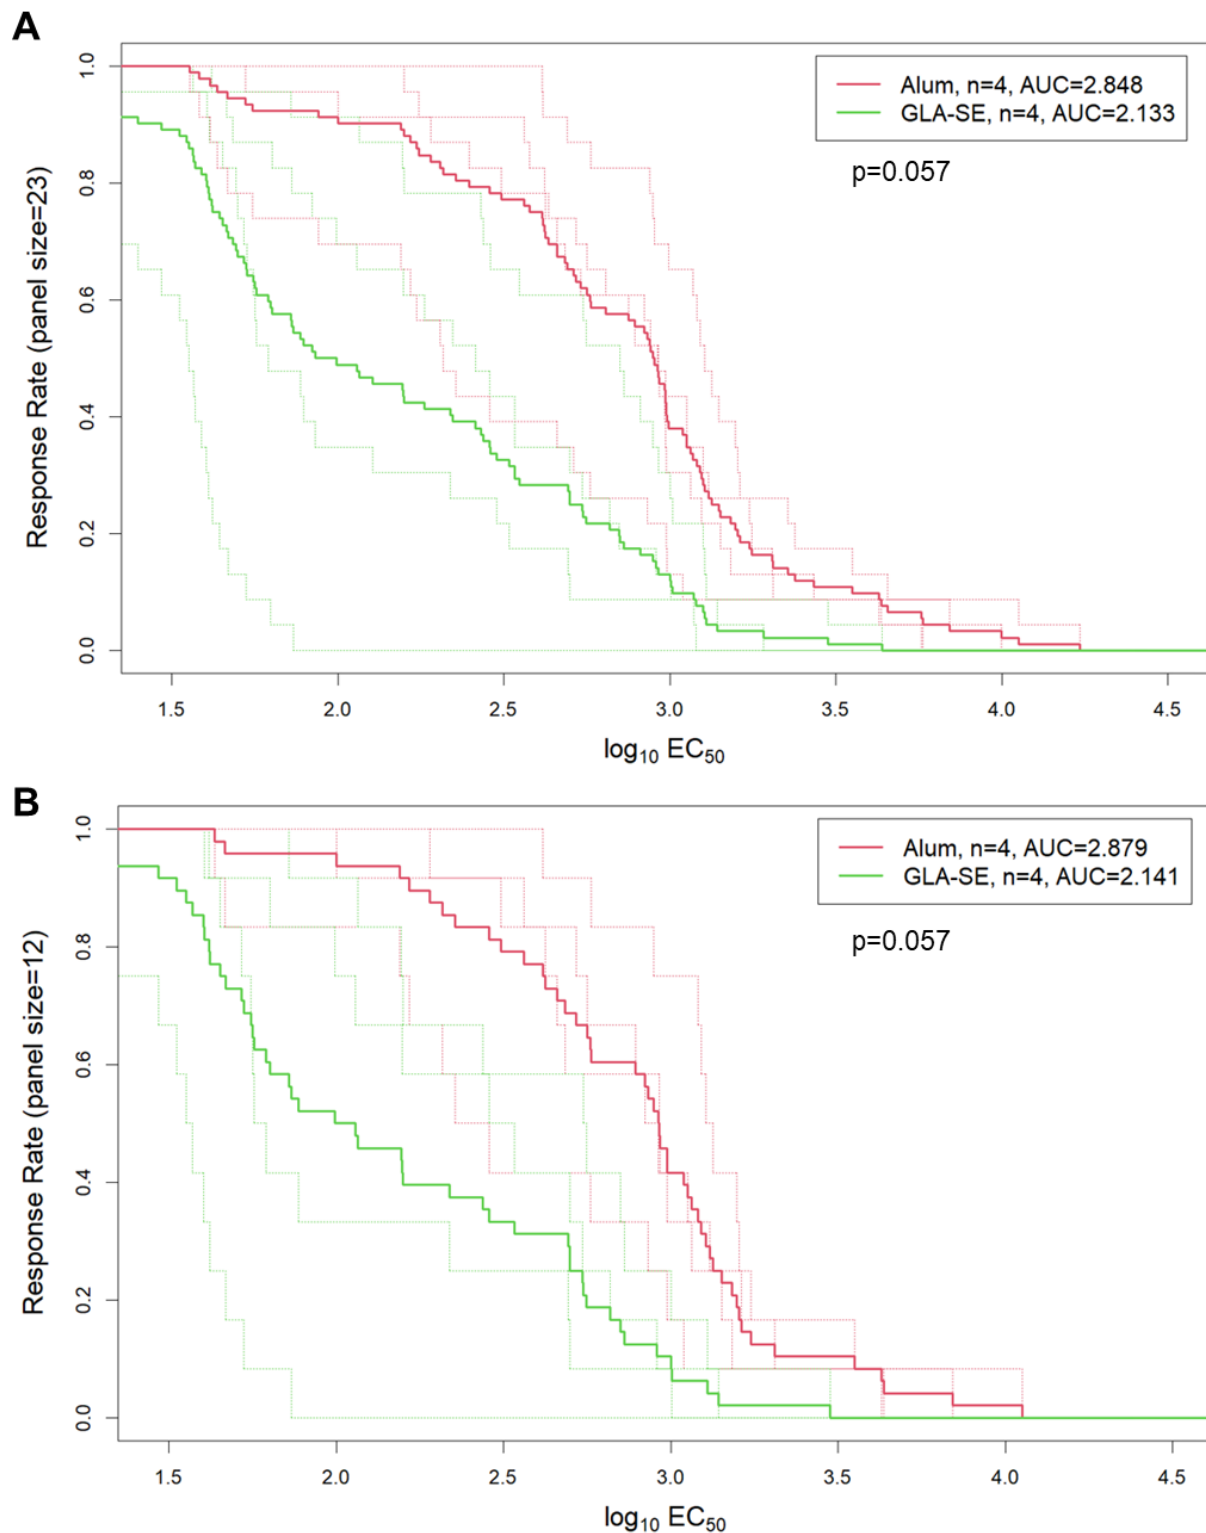 A
Response Rate (panel size=23)
1.0
0.8
0.6
0.4
0.2
0.0
Alum, n=4, AUC=2.848
GLA-SE, n=4, AUC=2.133
p=0.057
1.5 2.0 2.5 3.0 3.5 4.0 4.5
log₁₀ EC₅₀
B
Response Rate (panel size=12)
1.0
0.8
0.6
0.4
0.2
0.0
Alum, n=4, AUC=2.879
GLA-SE, n=4, AUC=2.141
p=0.057
1.5 2.0 2.5 3.0 3.5 4.0 4.5
log₁₀ EC₅₀